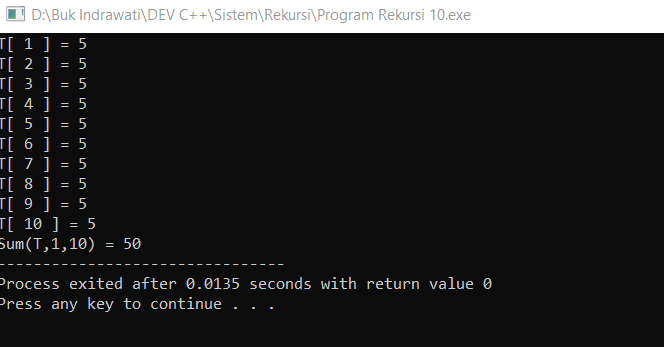 D:\Buk Indrawati\DEV C++\Sistem\Rekursi\Program Rekursi 10.exe
T[ 1 ] = 5
T[ 2 ] = 5
T[ 3 ] = 5
T[ 4 ] = 5
T[ 5 ] = 5
T[ 6 ] = 5
T[ 7 ] = 5
T[ 8 ] = 5
T[ 9 ] = 5
T[ 10 ] = 5
Sum(T,1,10) = 50
--------------------------------
Process exited after 0.0135 seconds with return value 0
Press any key to continue . . .